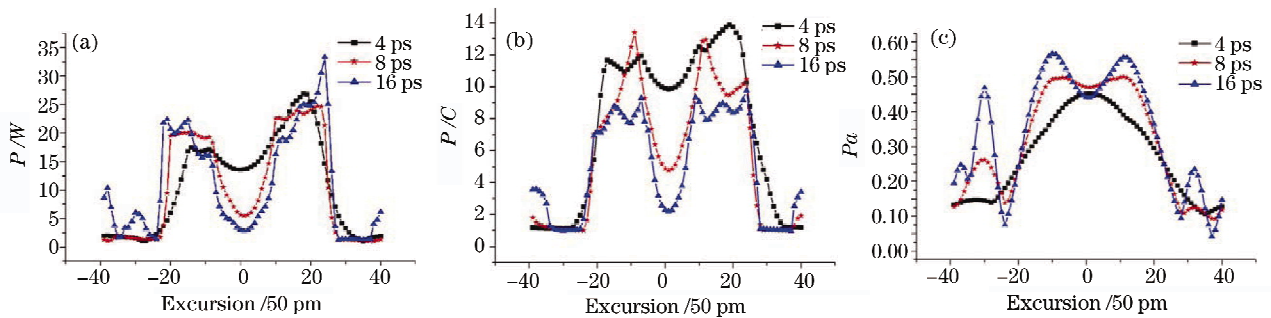 (a)
4 ps
8 ps
16 ps
P/W
35
30
25
20
15
10
5
0
−40 −20 0 20 40
Excursion /50 pm
(b)
4 ps
8 ps
16 ps
P/C
14
12
10
8
6
4
2
0
−40 −20 0 20 40
Excursion /50 pm
(c)
4 ps
8 ps
16 ps
Pa
0.60
0.50
0.40
0.30
0.20
0.10
0.00
−40 −20 0 20 40
Excursion /50 pm